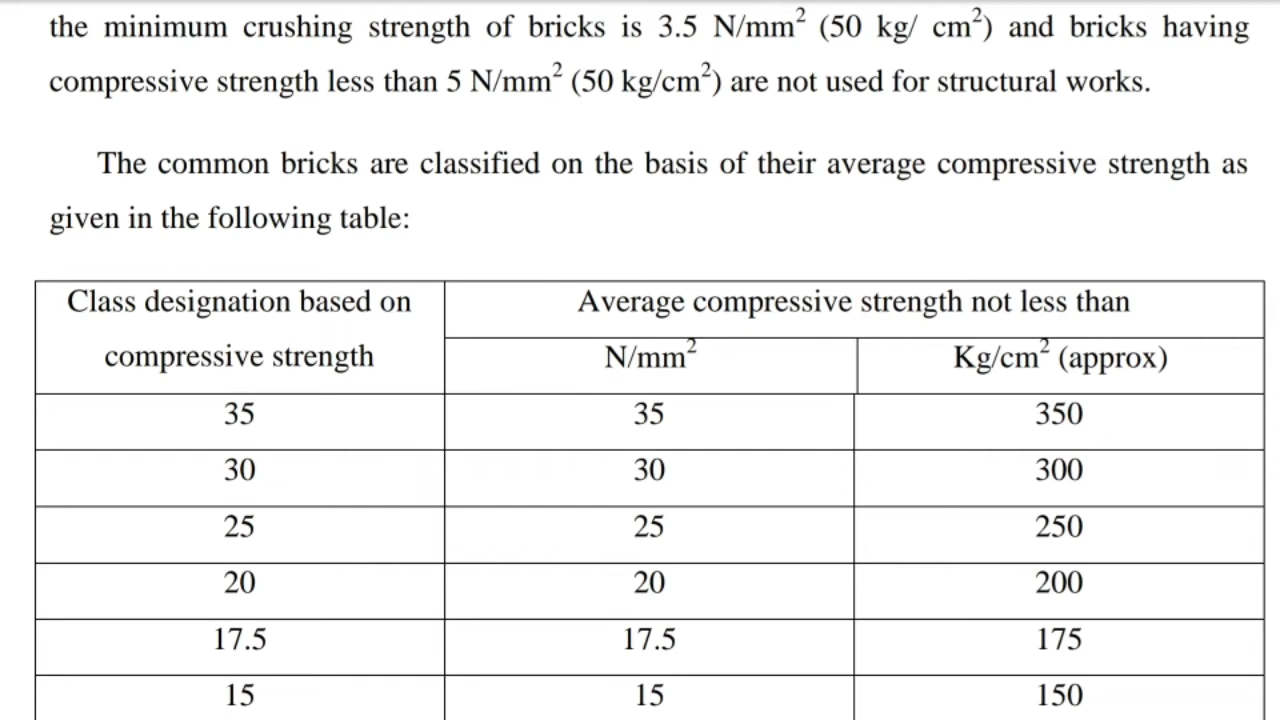 the minimum crushing strength of bricks is 3.5 N/mm² (50 kg/ cm²) and bricks having
compressive strength less than 5 N/mm² (50 kg/cm²) are not used for structural works.
The common bricks are classified on the basis of their average compressive strength as
given in the following table:
Class designation based on
compressive strength
Average compressive strength not less than
N/mm² Kg/cm² (approx)
35 35 350
30 30 300
25 25 250
20 20 200
17.5 17.5 175
15 15 150